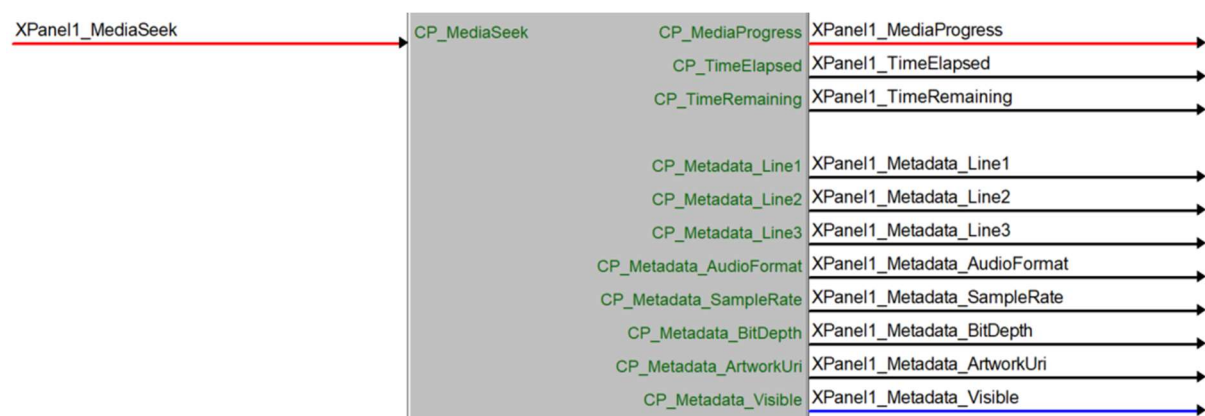 XPanel1_MediaSeek CP_MediaSeek CP_MediaProgress XPanel1_MediaProgress
CP_TimeElapsed XPanel1_TimeElapsed
CP_TimeRemaining XPanel1_TimeRemaining
CP_Metadata_Line1 XPanel1_Metadata_Line1
CP_Metadata_Line2 XPanel1_Metadata_Line2
CP_Metadata_Line3 XPanel1_Metadata_Line3
CP_Metadata_AudioFormat XPanel1_Metadata_AudioFormat
CP_Metadata_SampleRate XPanel1_Metadata_SampleRate
CP_Metadata_BitDepth XPanel1_Metadata_BitDepth
CP_Metadata_ArtworkUri XPanel1_Metadata_ArtworkUri
CP_Metadata_Visible XPanel1_Metadata_Visible